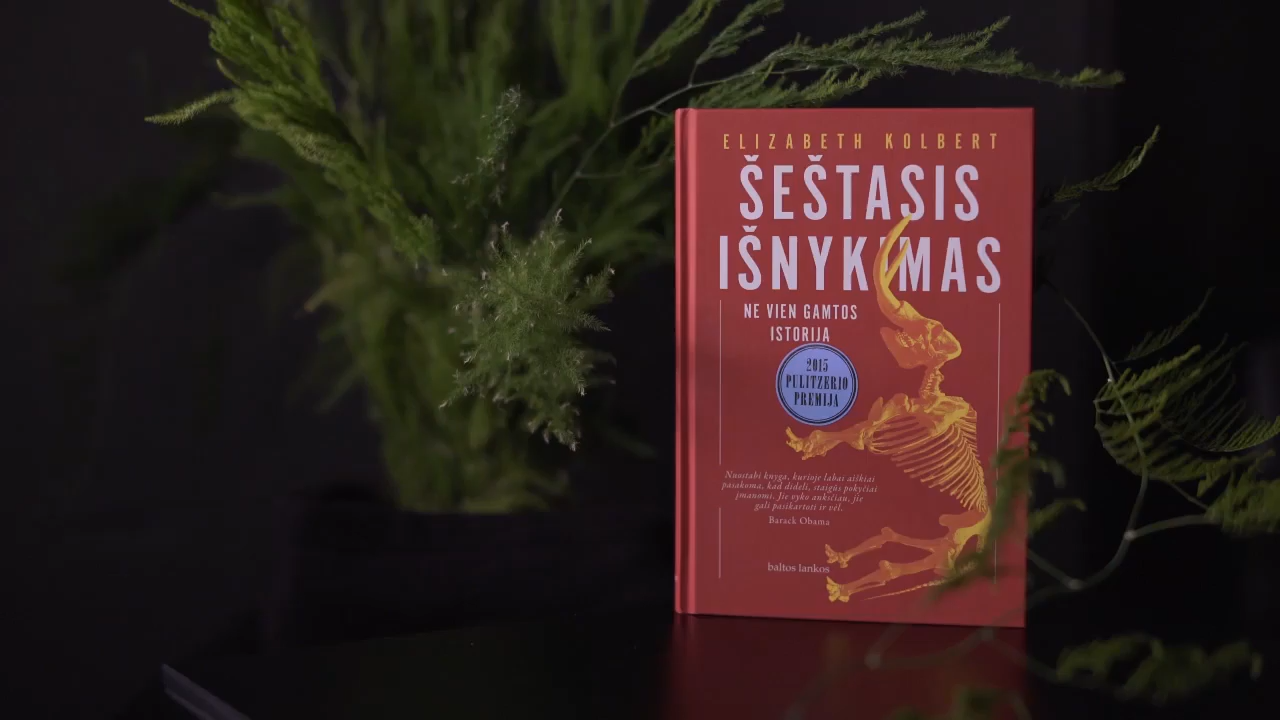 ELIZABETH KOLBERT
ŠEŠTASIS
IŠNYKIMAS
NE VIEN GAMTOS
ISTORIJA
2015
PULITZERIO
PREMIJA
Nuostabi knyga, kurioje labai aiškiai
pasakoma, kad dideli, staigūs pokyčiai
įmanomi. Jie vyko anksčiau, jie
gali pasikartoti ir vėl.
Barack Obama
baltos lankos